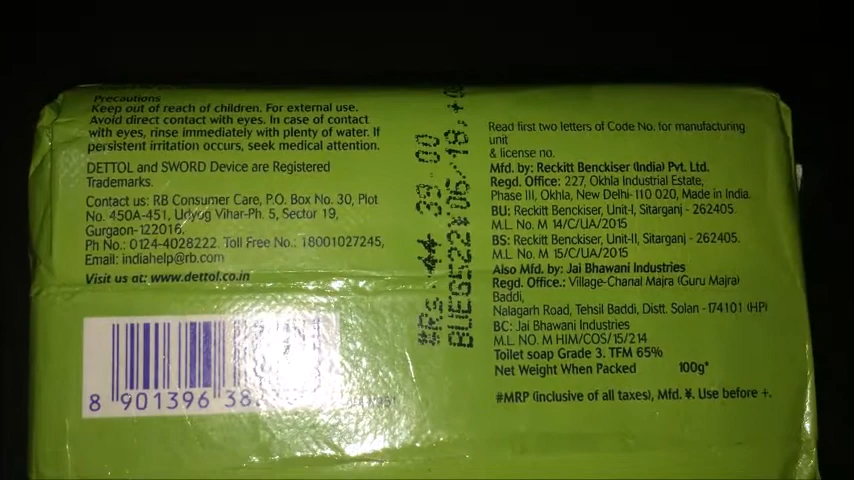 Precautions
Keep out of reach of children. For external use.
Avoid direct contact with eyes. In case of contact
with eyes, rinse immediately with plenty of water. If
persistent irritation occurs, seek medical attention.
DETTOL and SWORD Device are Registered
Trademarks.
Contact us: RB Consumer Care, P.O. Box No. 30, Plot
No. 450A-451, Udyog Vihar-Ph. 5, Sector 19,
Gurgaon-122016.
Ph No.: 0124-4028222. Toll Free No.: 18001027245,
Email: indiahelp@rb.com
Visit us at: www.dettol.co.in
8 901396 38
#Rs.
Read first two letters of Code No. for manufacturing
unit
& license no.
Mfd. by: Reckitt Benckiser (India) Pvt. Ltd.
Regd. Office: 227, Okhla Industrial Estate,
Phase III, Okhla, New Delhi- 110 020, Made in India.
BU: Reckitt Benckiser, Unit-I, Sitarganj - 262405.
M.L. No. M 14/C/UA/2015
BS: Reckitt Benckiser, Unit-II, Sitarganj - 262405.
M.L. No. M 15/C/UA/2015
Also Mfd. by: Jai Bhawani Industries
Regd. Office.: Village-Chanal Majra (Guru Majra)
Baddi,
Nalagarh Road, Tehsil Baddi, Distt. Solan - 174101 (HP)
BC: Jai Bhawani Industries
M.L. NO. M HIM/COS/15/214
Toilet soap Grade 3. TFM 65%
Net Weight When Packed 100g*
#MRP (inclusive of all taxes), Mfd. ¥. Use before +.